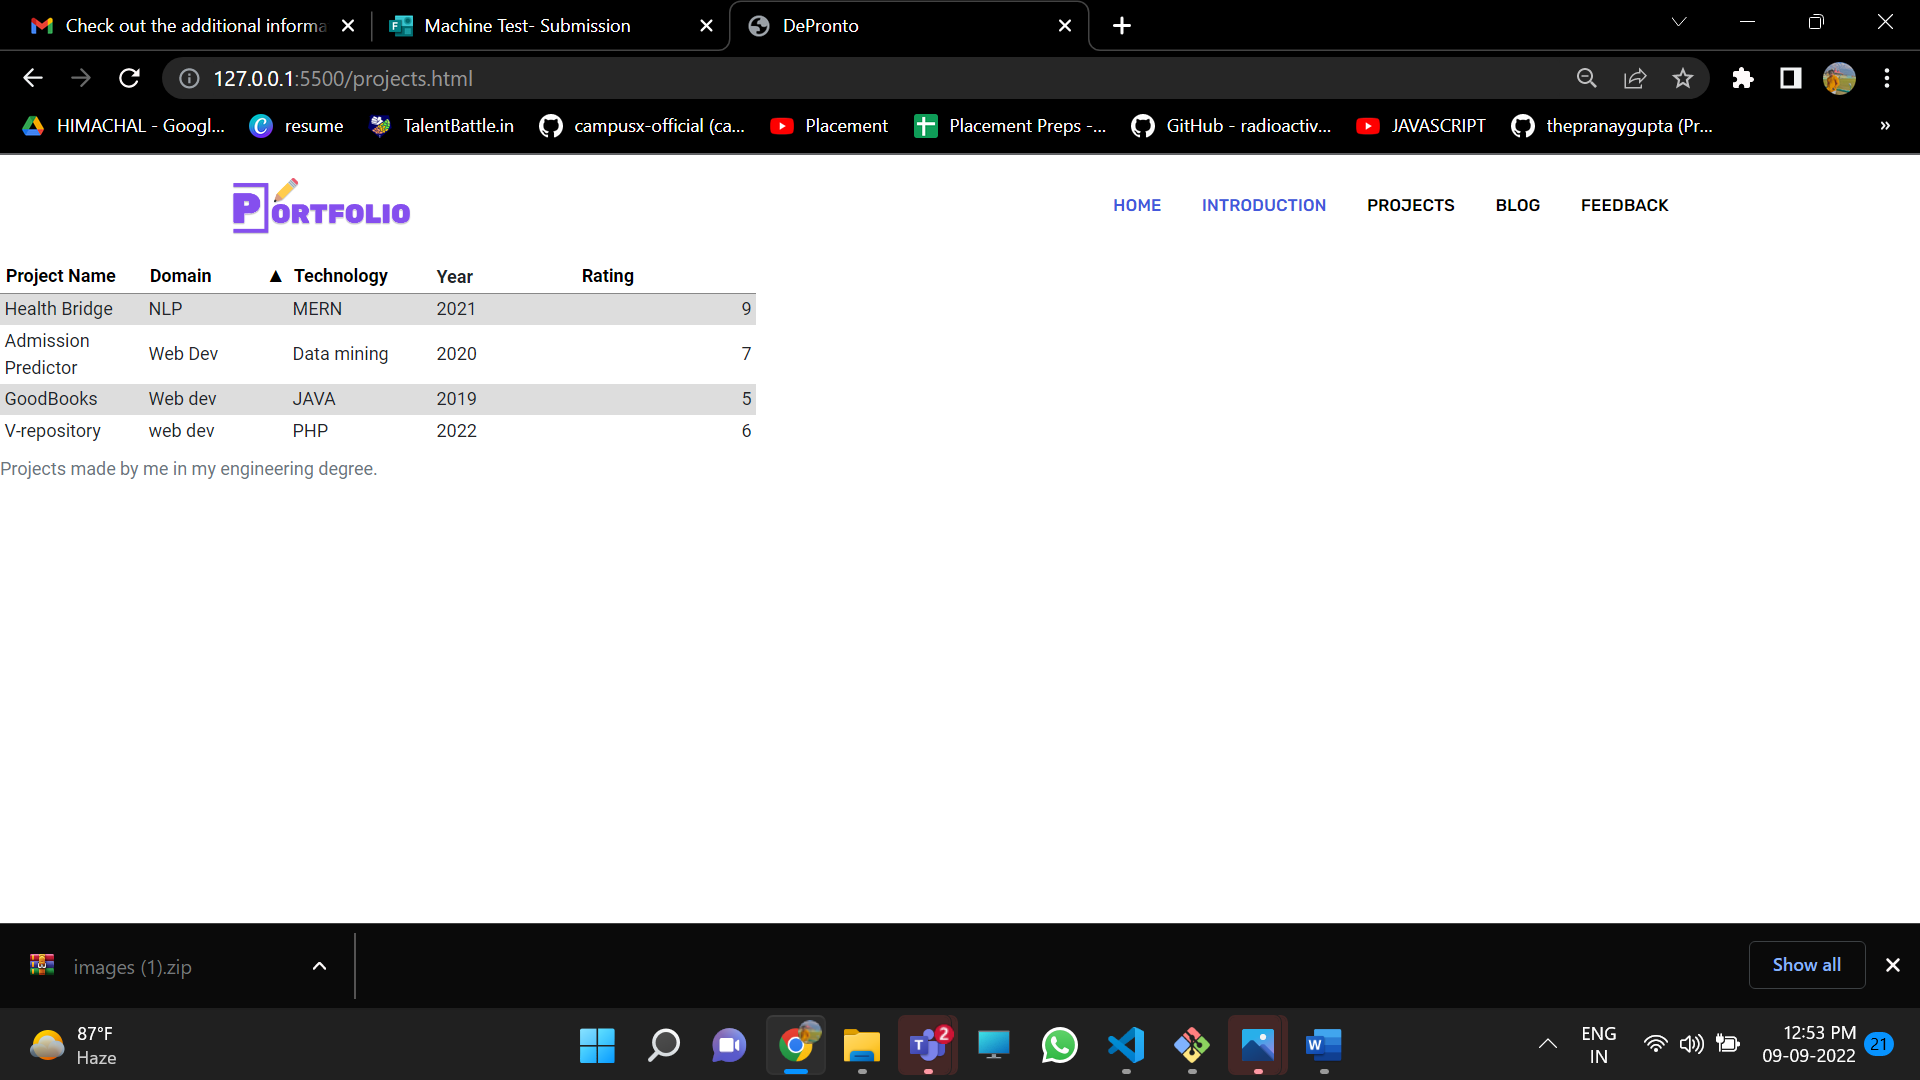 Check out the additional informa
Machine Test- Submission
DePronto
127.0.0.1:5500/projects.html
HIMACHAL - Googl...
resume
TalentBattle.in
campusx-official (ca...
Placement
Placement Preps -...
GitHub - radioactiv...
JAVASCRIPT
thepranaygupta (Pr...
»
PORTFOLIO
HOME INTRODUCTION PROJECTS BLOG FEEDBACK
Project Name Domain ▲ Technology Year Rating
Health Bridge NLP MERN 2021 9
Admission Predictor Web Dev Data mining 2020 7
GoodBooks Web dev JAVA 2019 5
V-repository web dev PHP 2022 6
Projects made by me in my engineering degree.
images (1).zip
Show all
87°F
Haze
2
ENG
IN
12:53 PM
09-09-2022
21